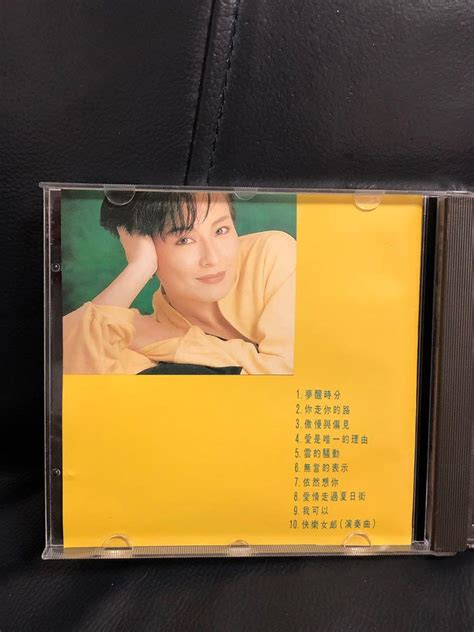 1.夢醒時分
2.你走你的路
3.傲慢與偏見
4.愛是唯一的理由
5.雲的騷動
6.無言的表示
7.依然想你
8.愛情走過夏日街
9.我可以
10.快樂女郎(演奏曲)